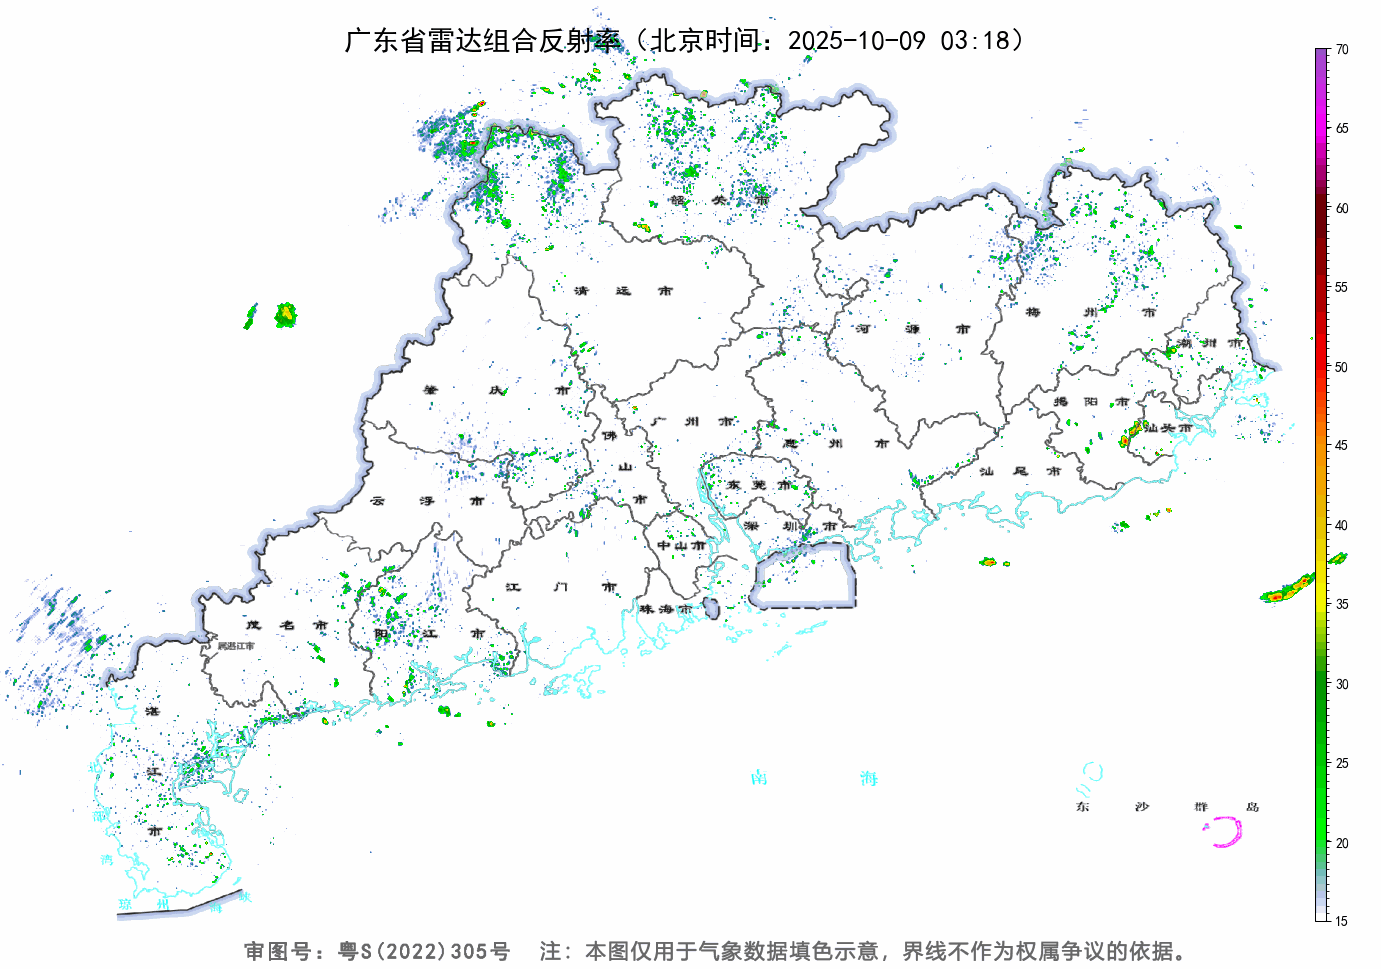 广东省雷达组合反射率（北京时间：2025-10-09 03:18）
70
65
60
55
50
45
40
35
30
25
20
15
韶关市
清远市
河源市
梅州市
潮州市
肇庆市
广州市
揭阳市
汕头市
佛山市
惠州市
汕尾市
云浮市
东莞市
深圳市
中山市
江门市
珠海市
茂名市
阳江市
属湛江市
湛江市
南海
东沙群岛
北部湾
琼州海峡
审图号：粤S(2022)305号 注：本图仅用于气象数据填色示意，界线不作为权属争议的依据。